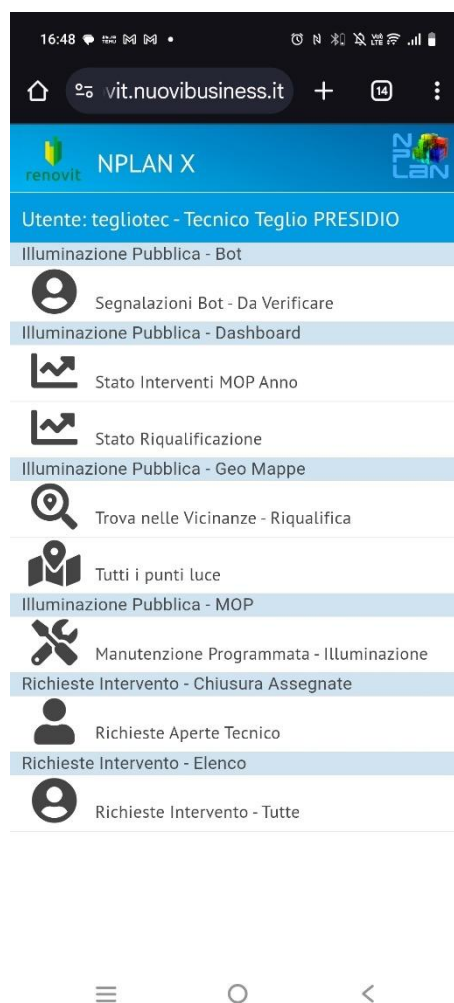 16:48
vit.nuovibusiness.it
14
renovit
NPLAN X
NPLAN
Utente: tegliotec - Tecnico Teglio PRESIDIO
Illuminazione Pubblica - Bot
Segnalazioni Bot - Da Verificare
Illuminazione Pubblica - Dashboard
Stato Interventi MOP Anno
Stato Riqualificazione
Illuminazione Pubblica - Geo Mappe
Trova nelle Vicinanze - Riqualifica
Tutti i punti luce
Illuminazione Pubblica - MOP
Manutenzione Programmata - Illuminazione
Richieste Intervento - Chiusura Assegnate
Richieste Aperte Tecnico
Richieste Intervento - Elenco
Richieste Intervento - Tutte